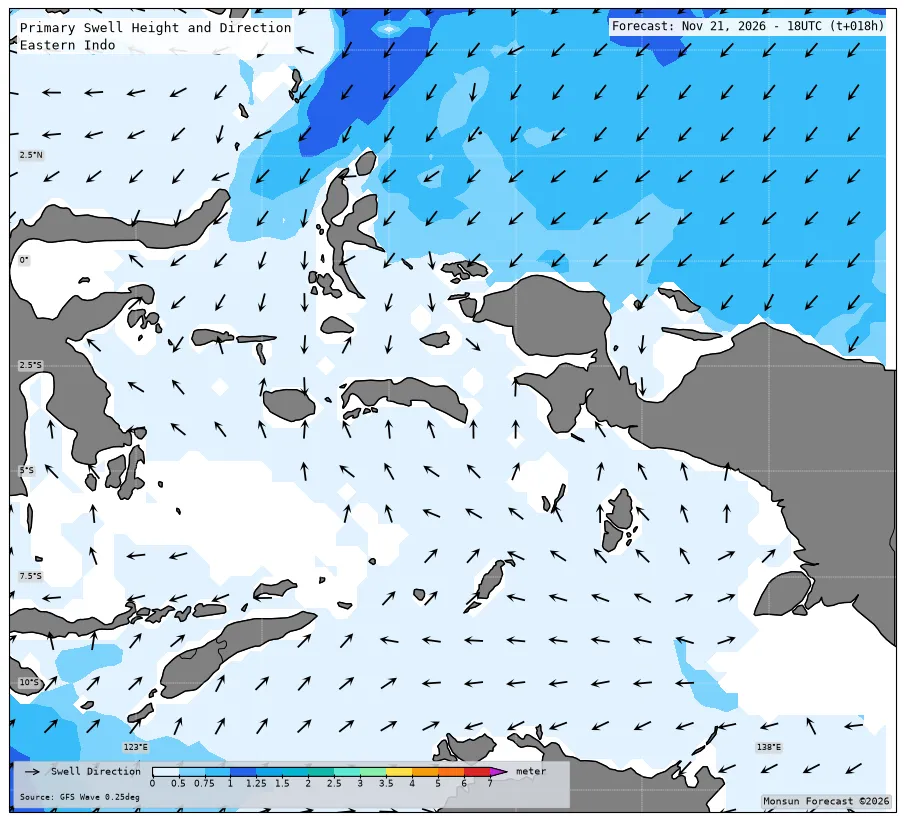 Primary Swell Height and Direction
Eastern Indo
Forecast: Nov 21, 2026 - 18UTC (t+018h)
2.5°N
0°
2.5°S
5°S
7.5°S
10°S
123°E
138°E
Swell Direction
meter
0 0.5 0.75 1 1.25 1.5 2 2.5 3 3.5 4 5 6 7
Source: GFS Wave 0.25deg
Monsun Forecast ©2026